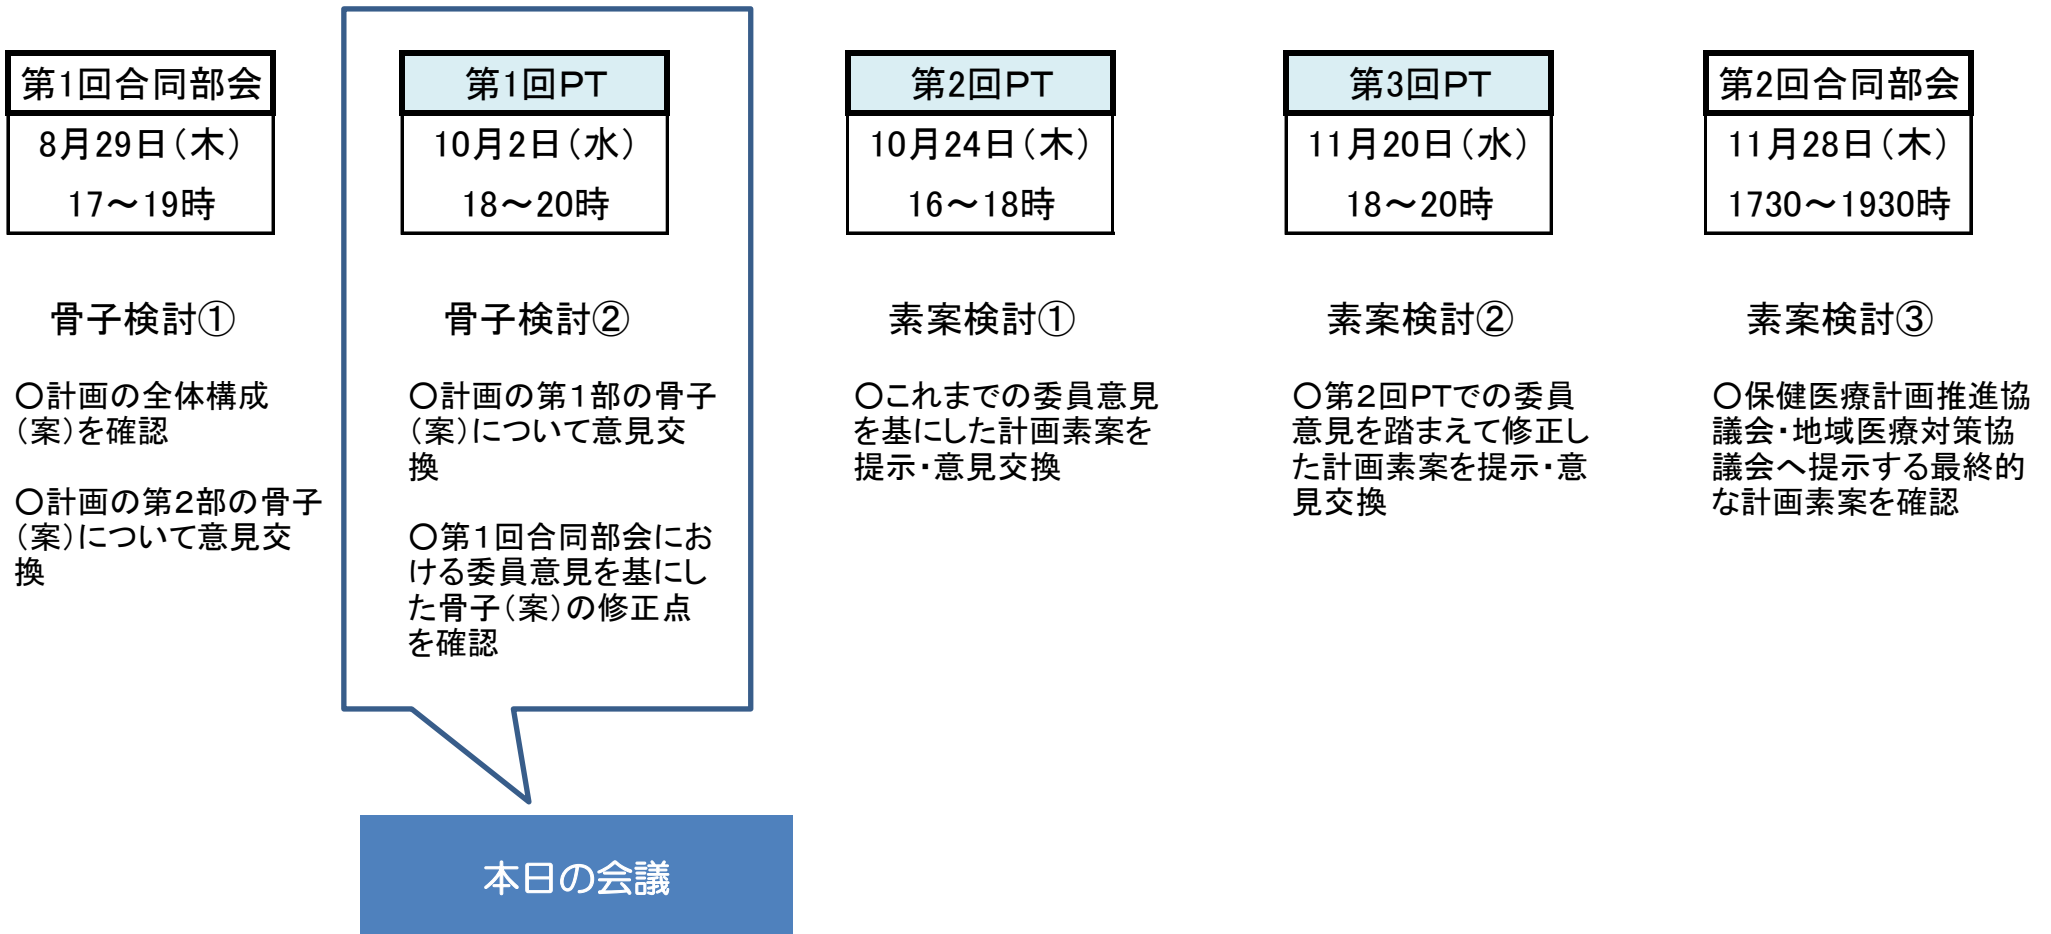 第1回合同部会
8月29日（木）
17～19時
骨子検討①
○計画の全体構成
（案）を確認
○計画の第２部の骨子
（案）について意見交
換
第1回ＰＴ
10月2日（水）
18～20時
骨子検討②
○計画の第１部の骨子
（案）について意見交
換
○第１回合同部会にお
ける委員意見を基にし
た骨子（案）の修正点
を確認
第2回ＰＴ
10月24日（木）
16～18時
素案検討①
○これまでの委員意見
を基にした計画素案を
提示・意見交換
第3回ＰＴ
11月20日（水）
18～20時
素案検討②
○第２回ＰＴでの委員
意見を踏まえて修正し
た計画素案を提示・意
見交換
第2回合同部会
11月28日（木）
1730～1930時
素案検討③
○保健医療計画推進協
議会・地域医療対策協
議会へ提示する最終的
な計画素案を確認
本日の会議